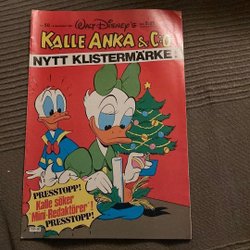 WALT DISNEY'S
KALLE ANKA & C:O
NYTT KLISTERMÄRKE!
PRESSTOPP!
Kalle söker
'Mini-Redaktörer'!
PRESSTOPP!